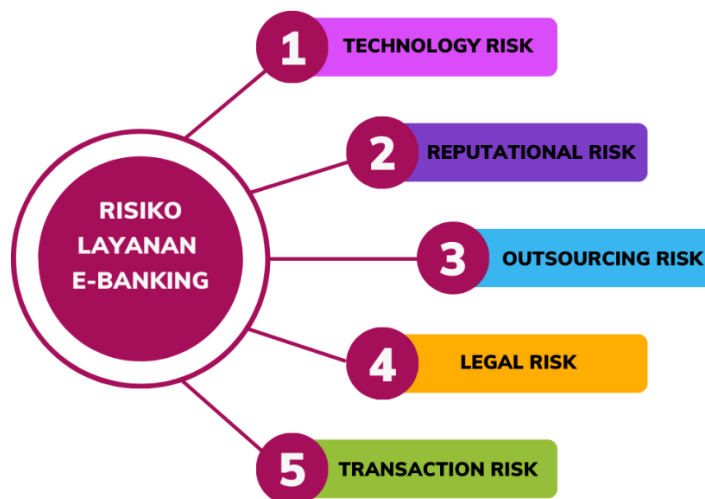 RISIKO
LAYANAN
E-BANKING
1 TECHNOLOGY RISK
2 REPUTATIONAL RISK
3 OUTSOURCING RISK
4 LEGAL RISK
5 TRANSACTION RISK